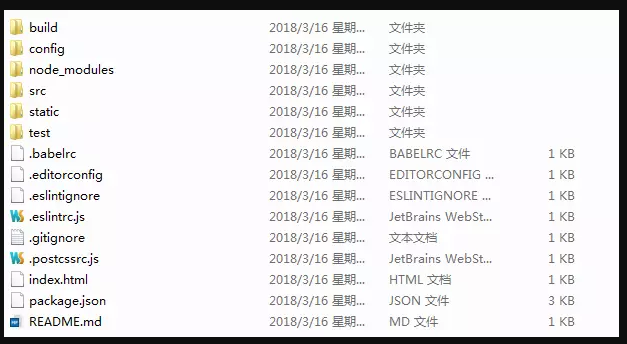 build 2018/3/16 星期... 文件夹
config 2018/3/16 星期... 文件夹
node_modules 2018/3/16 星期... 文件夹
src 2018/3/16 星期... 文件夹
static 2018/3/16 星期... 文件夹
test 2018/3/16 星期... 文件夹
.babelrc 2018/3/16 星期... BABELRC 文件 1 KB
.editorconfig 2018/3/16 星期... EDITORCONFIG ... 1 KB
.eslintignore 2018/3/16 星期... ESLINTIGNORE ... 1 KB
.eslintrc.js 2018/3/16 星期... JetBrains WebSt... 1 KB
.gitignore 2018/3/16 星期... 文本文档 1 KB
.postcssrc.js 2018/3/16 星期... JetBrains WebSt... 1 KB
index.html 2018/3/16 星期... HTML 文档 1 KB
package.json 2018/3/16 星期... JSON 文件 3 KB
README.md 2018/3/16 星期... MD 文件 1 KB